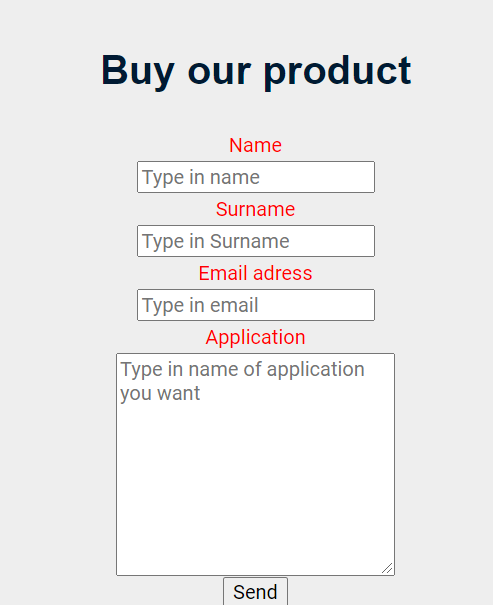 Buy our product
Name
Type in name
Surname
Type in Surname
Email adress
Type in email
Application
Type in name of application
you want
Send